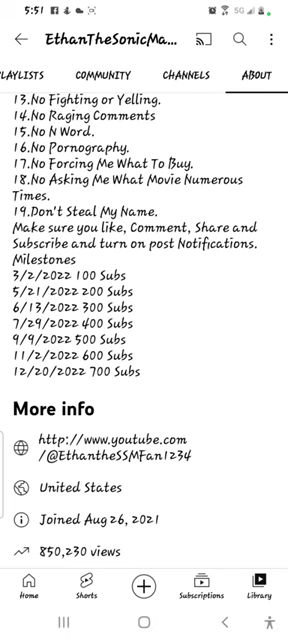 5:51
5G
EthanTheSonicMa...
PLAYLISTS COMMUNITY CHANNELS ABOUT
13.No Fighting or Yelling.
14.No Raging Comments
15.No N Word.
16.No Pornography.
17.No Forcing Me What To Buy.
18.No Asking Me What Movie Numerous
Times.
19.Don't Steal My Name.
Make sure you like, Comment, Share and
Subscribe and turn on post Notifications.
Milestones
3/2/2022 100 Subs
5/21/2022 200 Subs
6/13/2022 300 Subs
7/29/2022 400 Subs
9/9/2022 500 Subs
11/2/2022 600 Subs
12/20/2022 700 Subs
More info
http://www.youtube.com
/@EthantheSSMFan1234
United States
Joined Aug 26, 2021
850,230 views
Home Shorts Subscriptions Library